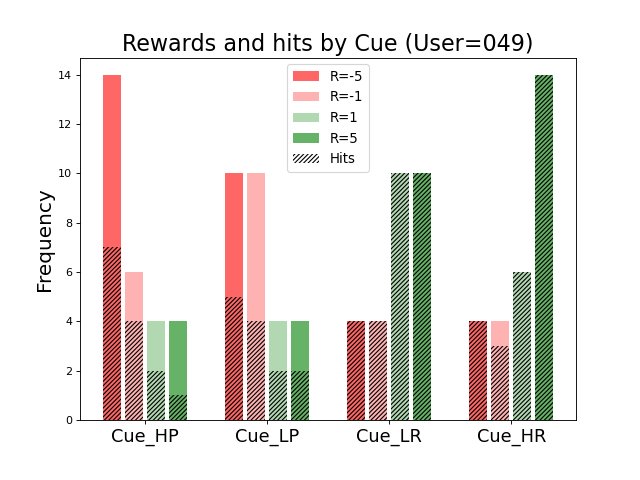 Rewards and hits by Cue (User=049)
R=-5
R=-1
R=1
R=5
Hits
Frequency
14
12
10
8
6
4
2
0
Cue_HP
Cue_LP
Cue_LR
Cue_HR